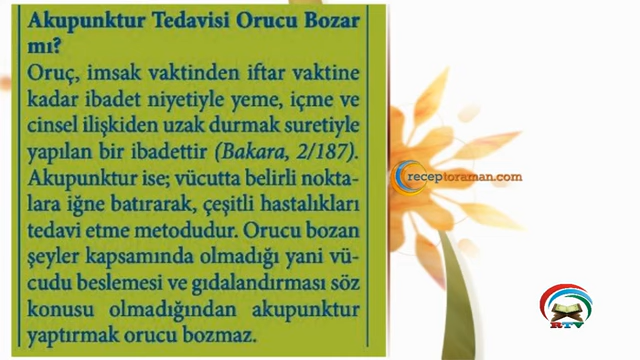 Akupunktur Tedavisi Orucu Bozar
mı?
Oruç, imsak vaktinden iftar vaktine
kadar ibadet niyetiyle yeme, içme ve
cinsel ilişkiden uzak durmak suretiyle
yapılan bir ibadettir (Bakara, 2/187).
Akupunktur ise; vücutta belirli nokta-
lara iğne batırarak, çeşitli hastalıkları
tedavi etme metodudur. Orucu bozan
şeyler kapsamında olmadığı yani vü-
cudu beslemesi ve gıdalandırması söz
konusu olmadığından akupunktur
yaptırmak orucu bozmaz.
receptoraman.com
RTV